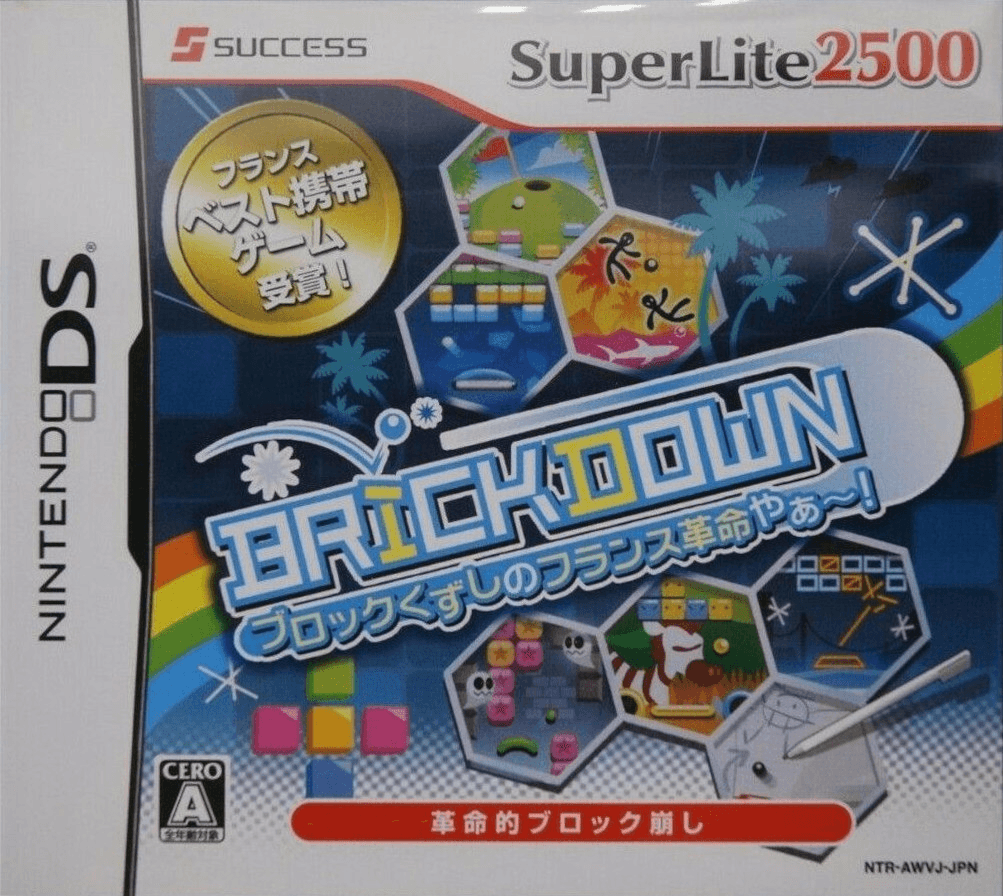 SUCCESS
SuperLite2500
フランス
ベスト携帯
ゲーム
受賞!
NINTENDO DS®
BRiCKDOWN
ブロックくずしのフランス革命やぁ〜!
CERO
A
全年齢対象
革命的ブロック崩し
NTR-AWVJ-JPN